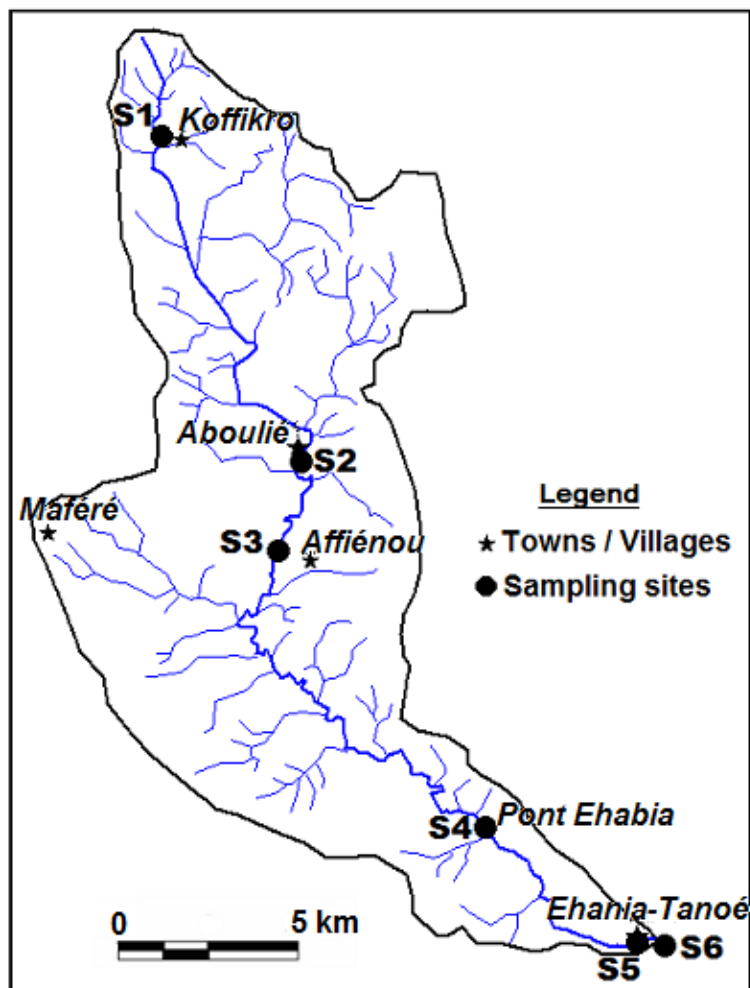 S1 Koffikro
Aboulié
S2
Maféré
S3 Affiénou
Legend
Towns / Villages
Sampling sites
S4 Pont Ehabia
Ehania-Tanoé
S5 S6
0 5 km